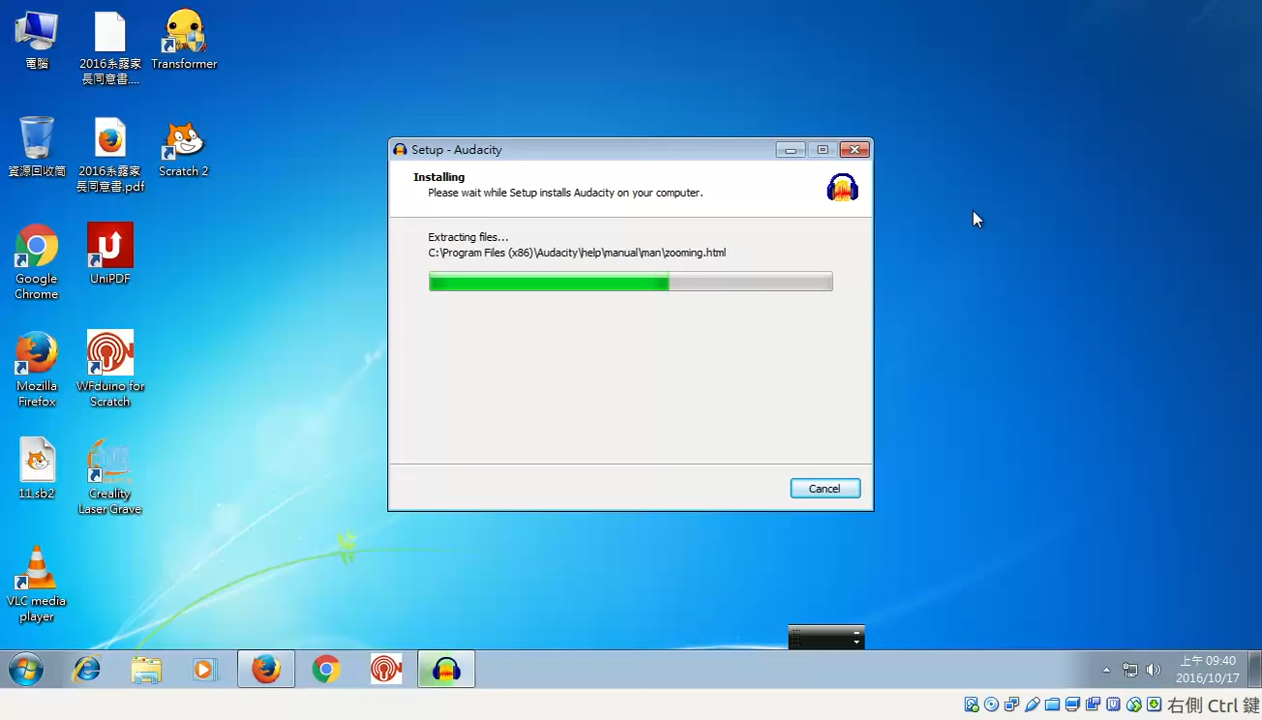 電腦
2016系露家
長同意書....
Transformer
資源回收筒
2016系露家
長同意書.pdf
Scratch 2
Google
Chrome
UniPDF
Mozilla
Firefox
WFduino for
Scratch
11.sb2
Creality
Laser Grave
VLC media
player
Setup - Audacity
Installing
Please wait while Setup installs Audacity on your computer.
Extracting files...
C:\Program Files (x86)\Audacity\help\manual\man\zooming.html
Cancel
上午 09:40
2016/10/17
右側 Ctrl 鍵